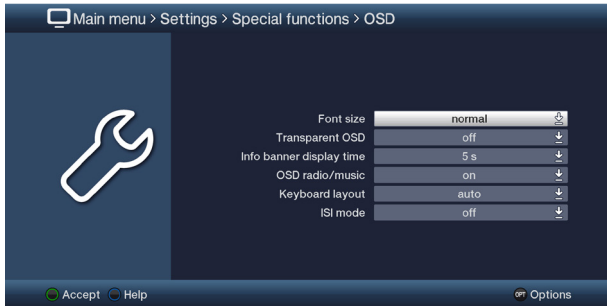 Main menu > Settings > Special functions > OSD
Font size normal
Transparent OSD off
Info banner display time 5 s
OSD radio/music on
Keyboard layout auto
ISI mode off
Accept Help OPT Options